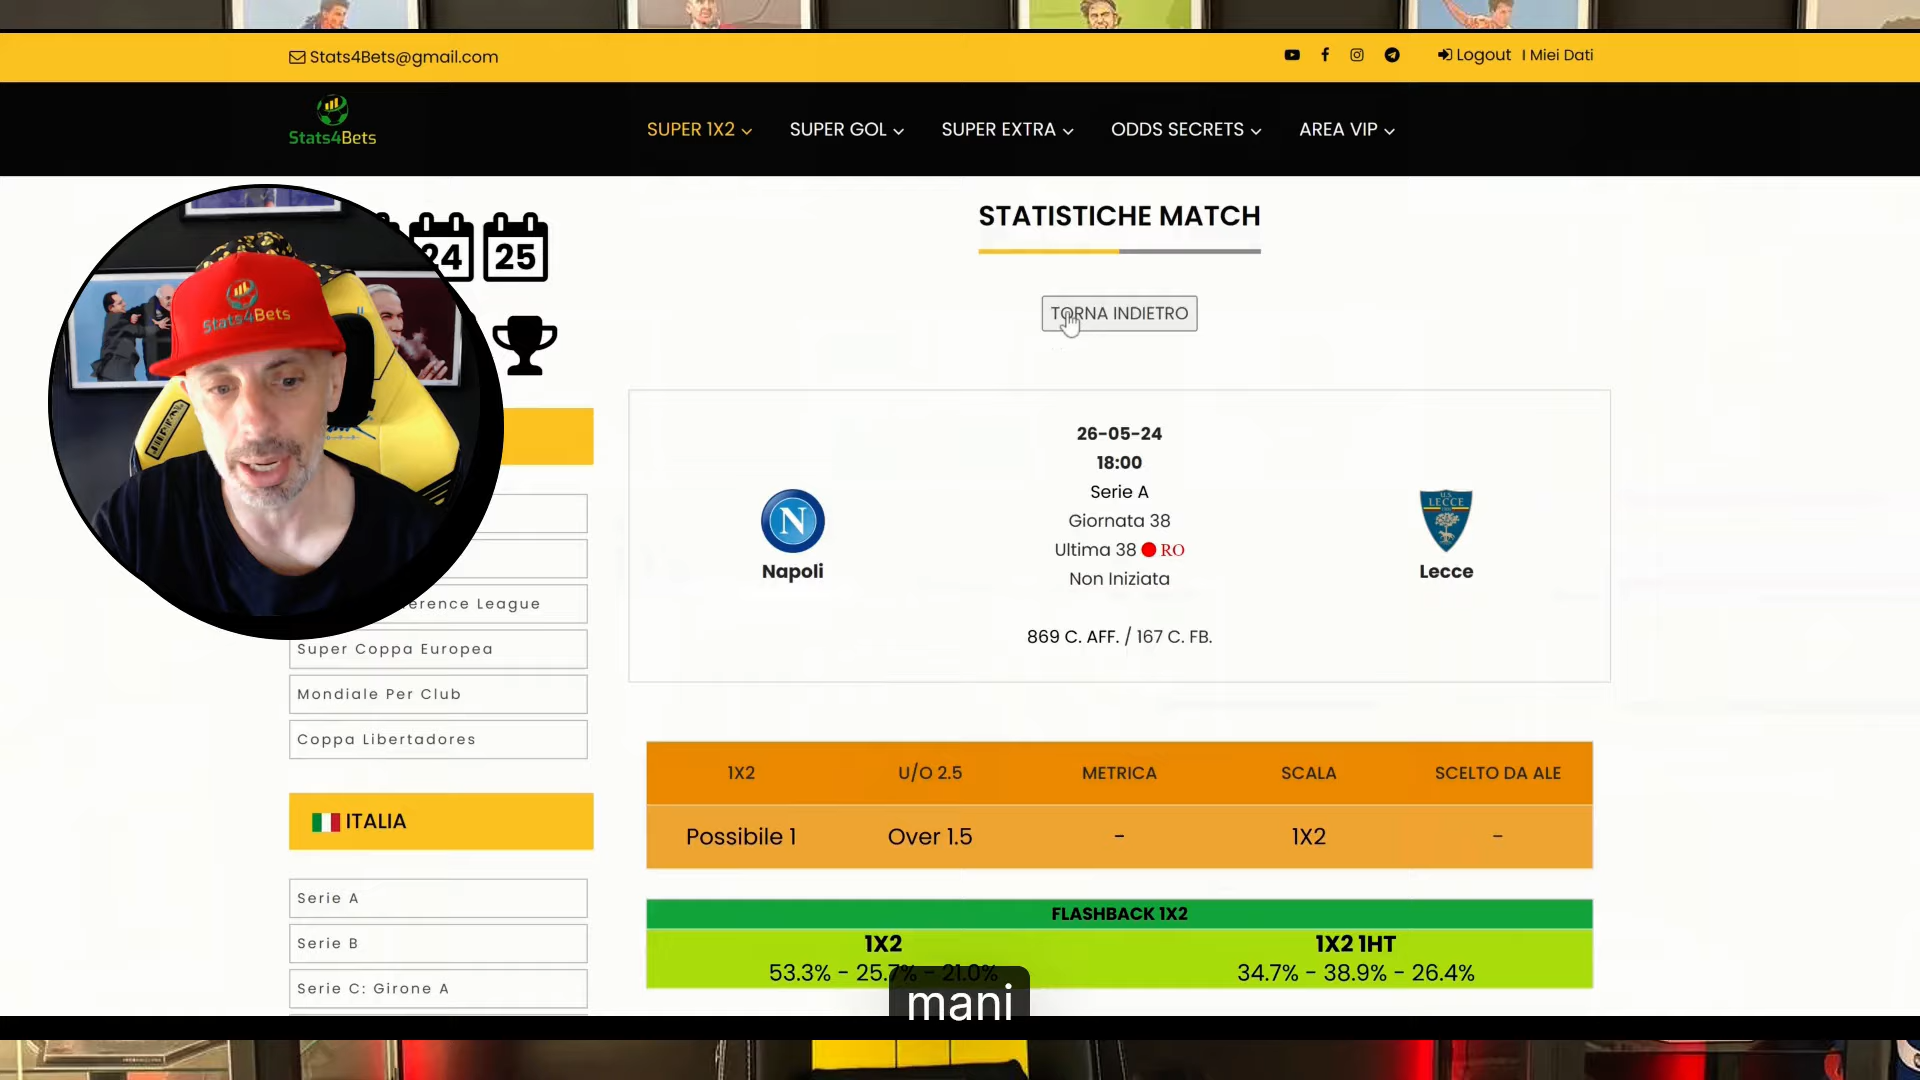 Stats4Bets@gmail.com
Logout I Miei Dati
Stats4Bets
SUPER 1X2
SUPER GOL
SUPER EXTRA
ODDS SECRETS
AREA VIP
24
25
Stats4Bets
STATISTICHE MATCH
TORNA INDIETRO
26-05-24
18:00
Serie A
Giornata 38
Ultima 38 RO
Non Iniziata
N
Napoli
U.S. LECCE
Lecce
869 C. AFF. / 167 C. FB.
erence League
Super Coppa Europea
Mondiale Per Club
Coppa Libertadores
ITALIA
Serie A
Serie B
Serie C: Girone A
1X2
U/O 2.5
METRICA
SCALA
SCELTO DA ALE
Possibile 1
Over 1.5
-
1X2
-
FLASHBACK 1X2
1X2
1X2 1HT
53.3% - 25.7% - 21.0%
34.7% - 38.9% - 26.4%
mani